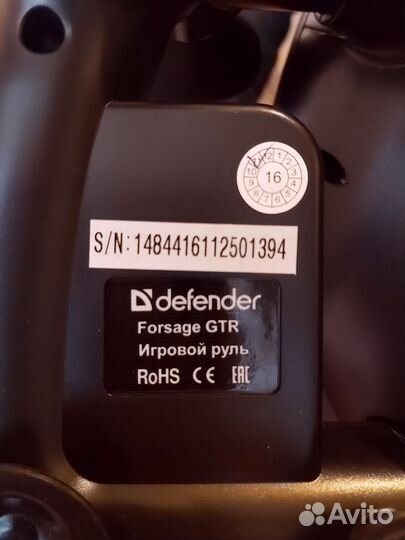 16
S/N: 1484416112501394
defender
Forsage GTR
Игровой руль
RoHS CE EAC
Avito